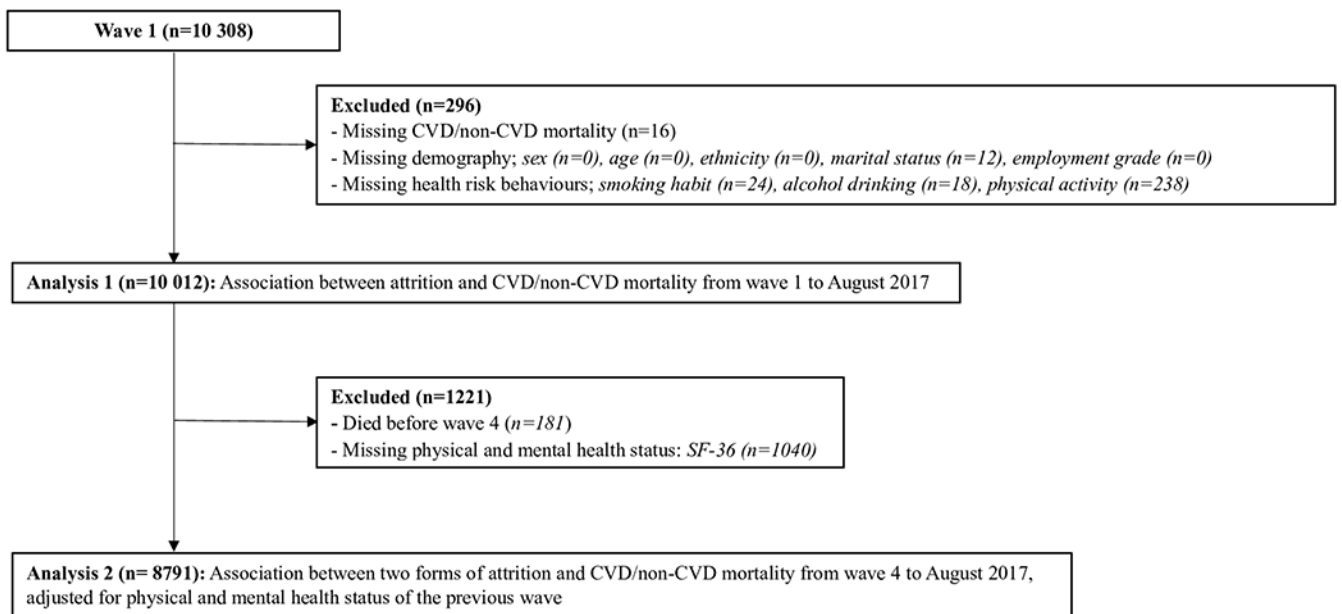 Wave 1 (n=10 308)
Excluded (n=296)
- Missing CVD/non-CVD mortality (n=16)
- Missing demography; sex (n=0), age (n=0), ethnicity (n=0), marital status (n=12), employment grade (n=0)
- Missing health risk behaviours; smoking habit (n=24), alcohol drinking (n=18), physical activity (n=238)
Analysis 1 (n=10 012): Association between attrition and CVD/non-CVD mortality from wave 1 to August 2017
Excluded (n=1221)
- Died before wave 4 (n=181)
- Missing physical and mental health status: SF-36 (n=1040)
Analysis 2 (n= 8791): Association between two forms of attrition and CVD/non-CVD mortality from wave 4 to August 2017,
adjusted for physical and mental health status of the previous wave